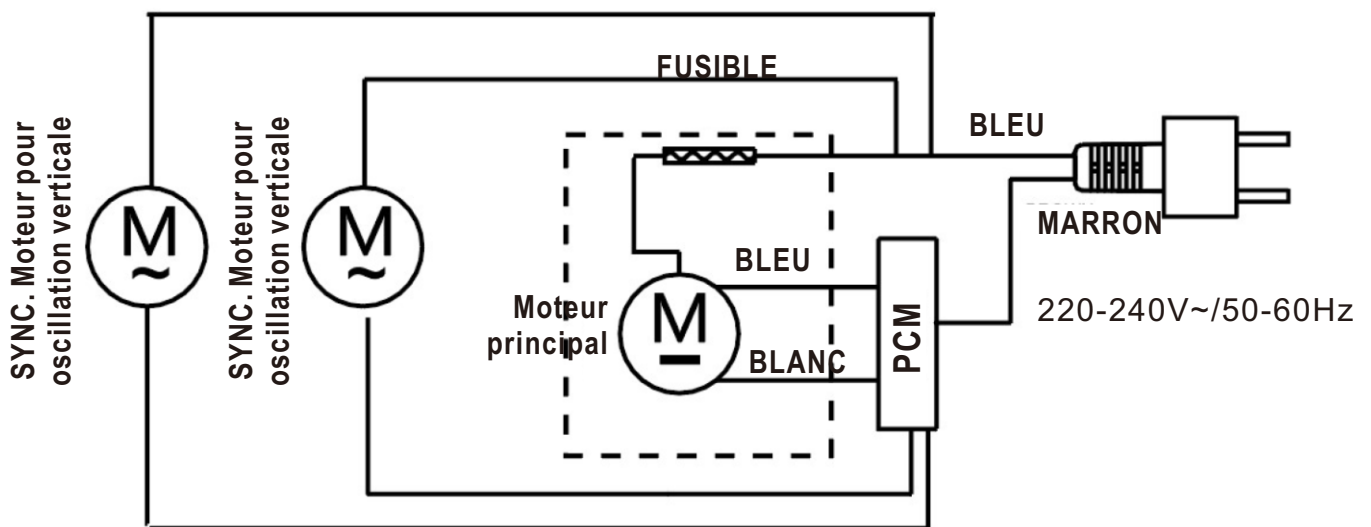 FUSIBLE
BLEU
SYNC. Moteur pour
oscillation verticale
SYNC. Moteur pour
oscillation verticale
M
~
M
~
MARRON
BLEU
Moteur
principal
M
BLANC
PCM
220-240V~/50-60Hz